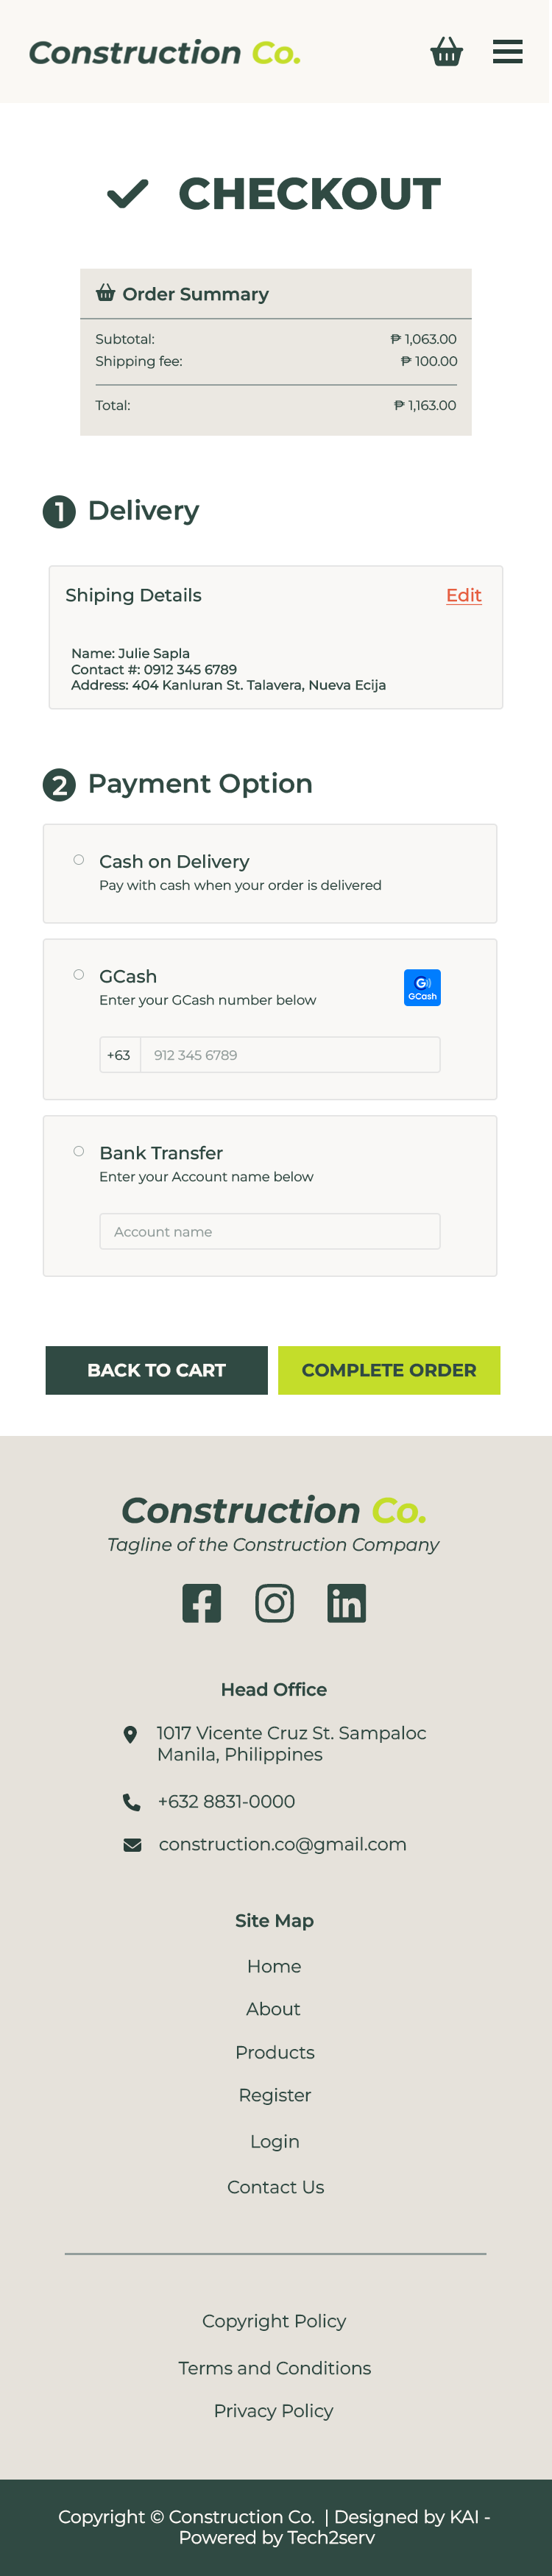 Construction Co.
CHECKOUT
Order Summary
Subtotal: ₱ 1,063.00
Shipping fee: ₱ 100.00
Total: ₱ 1,163.00
1 Delivery
Shiping Details Edit
Name: Julie Sapla
Contact #: 0912 345 6789
Address: 404 Kanluran St. Talavera, Nueva Ecija
2 Payment Option
Cash on Delivery
Pay with cash when your order is delivered
GCash
Enter your GCash number below
G
GCash
+63 912 345 6789
Bank Transfer
Enter your Account name below
Account name
BACK TO CART COMPLETE ORDER
Construction Co.
Tagline of the Construction Company
Head Office
1017 Vicente Cruz St. Sampaloc
Manila, Philippines
+632 8831-0000
construction.co@gmail.com
Site Map
Home
About
Products
Register
Login
Contact Us
Copyright Policy
Terms and Conditions
Privacy Policy
Copyright © Construction Co. | Designed by KAI -
Powered by Tech2serv